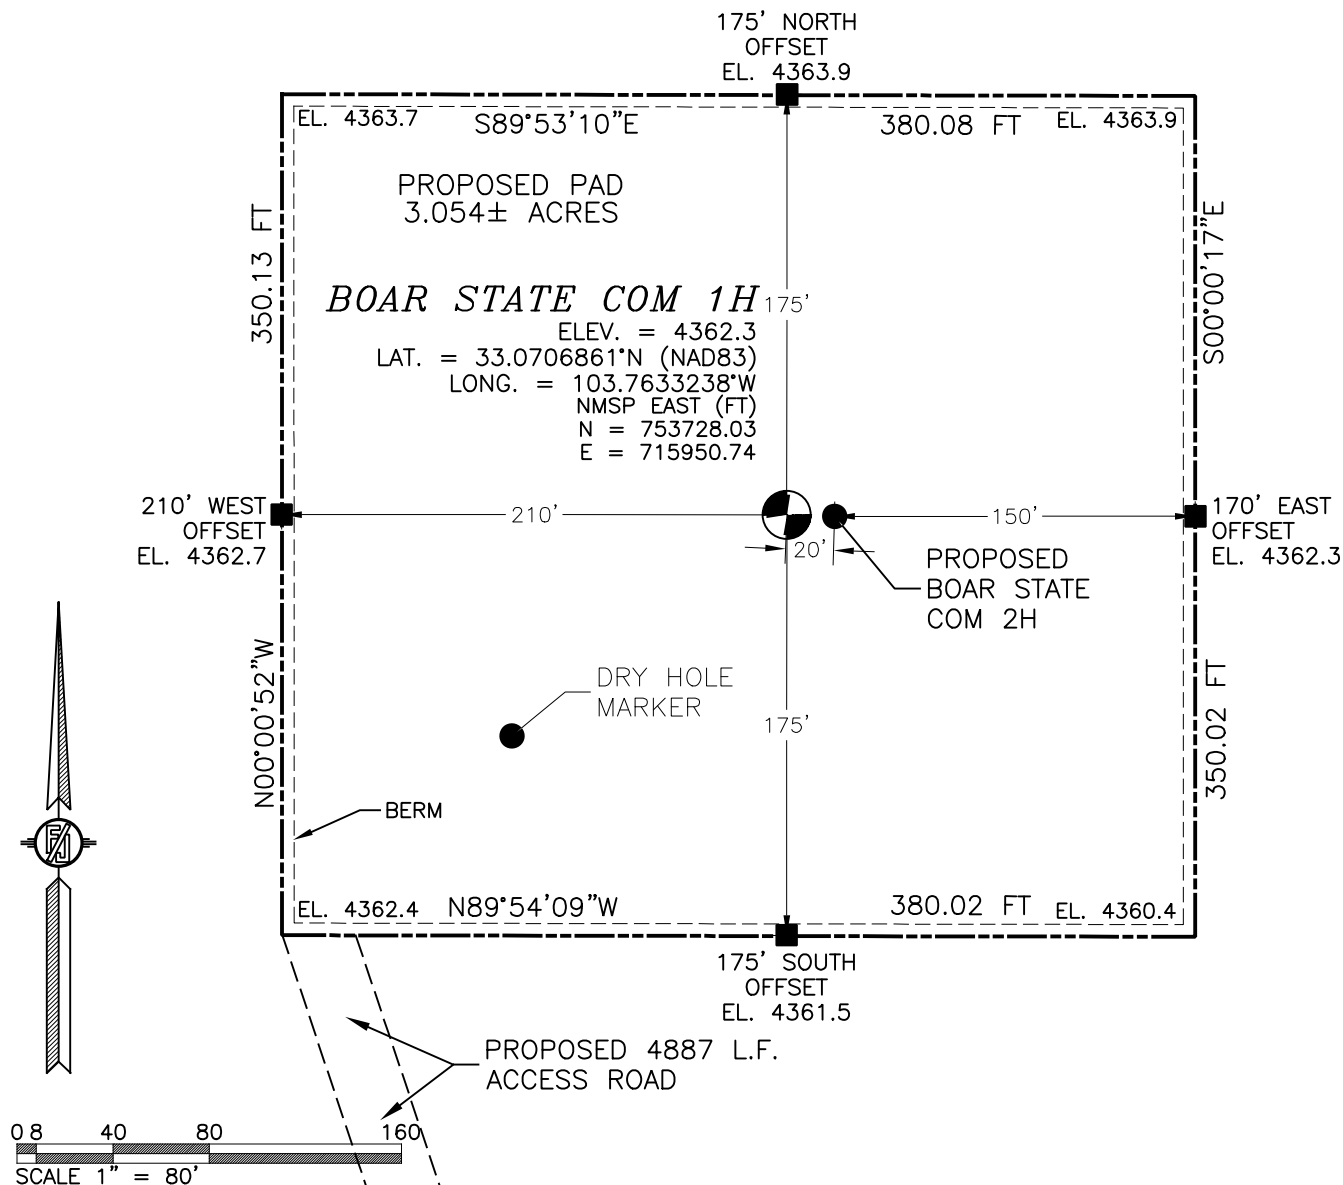 175' NORTH
OFFSET
EL. 4363.9
EL. 4363.7
S89°53'10"E
380.08 FT
EL. 4363.9
PROPOSED PAD
3.054± ACRES
350.13 FT
S00°00'17"E
BOAR STATE COM 1H
175'
ELEV. = 4362.3
LAT. = 33.0706861°N (NAD83)
LONG. = 103.7633238°W
NMSP EAST (FT)
N = 753728.03
E = 715950.74
210' WEST
OFFSET
EL. 4362.7
210'
150'
170' EAST
OFFSET
EL. 4362.3
20'
PROPOSED
BOAR STATE
COM 2H
N00°00'52"W
DRY HOLE
MARKER
175'
350.02 FT
BERM
EL. 4362.4
N89°54'09"W
380.02 FT
EL. 4360.4
175' SOUTH
OFFSET
EL. 4361.5
PROPOSED 4887 L.F.
ACCESS ROAD
0 8 40 80 160
SCALE 1" = 80'